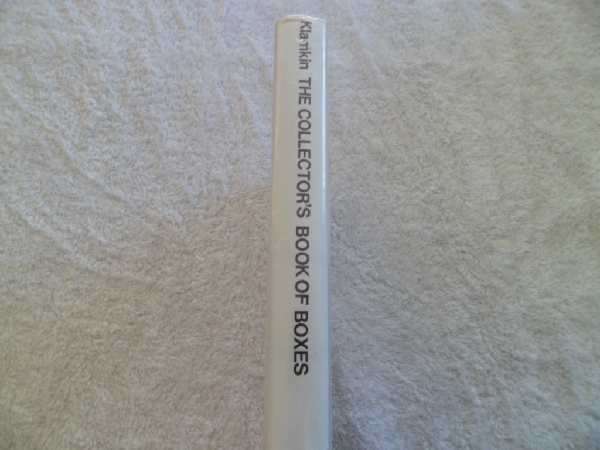 Klamkin THE COLLECTOR'S BOOK OF BOXES